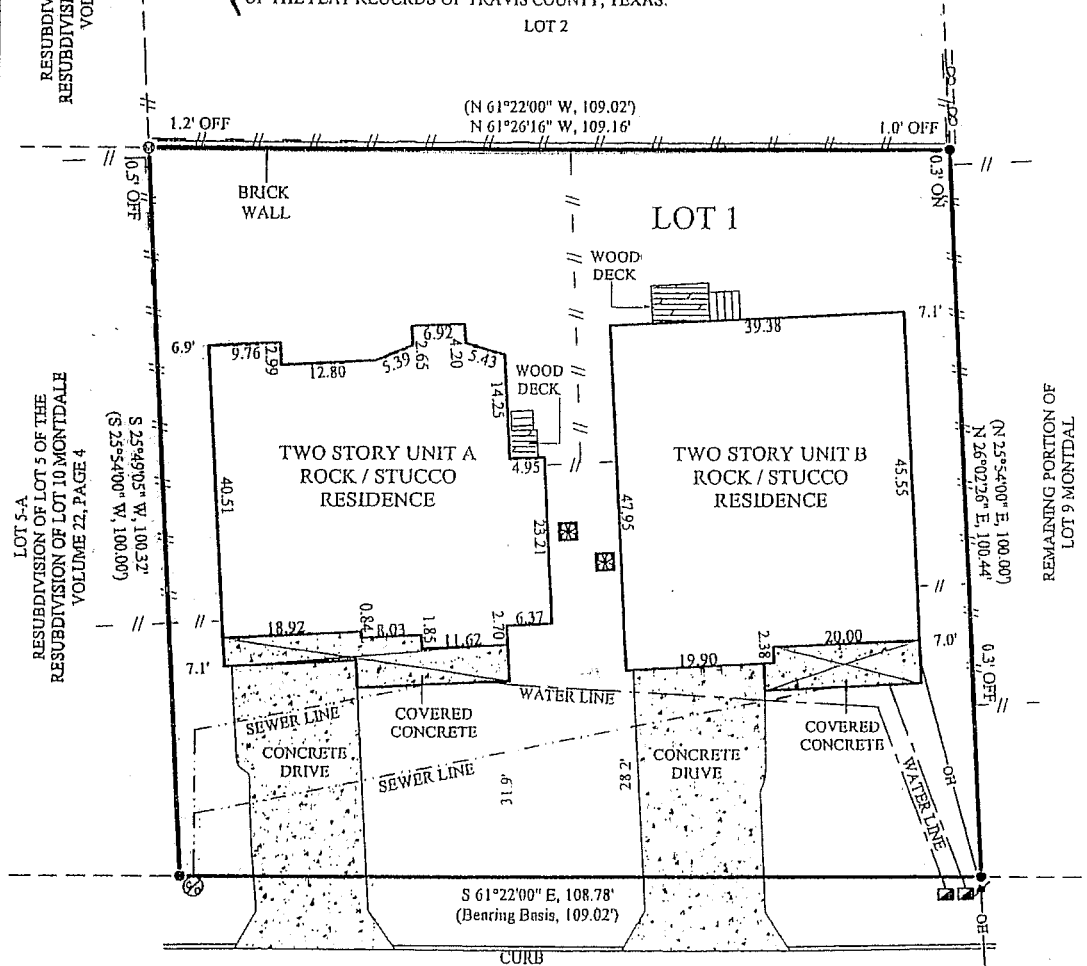 OF THE PLAT RECORDS OF TRAVIS COUNTY, TEXAS.
LOT 2
(N 61°22'00" W, 109.02')
N 61°26'16" W, 109.16'
1.2' OFF
1.0' OFF
0.5' OFF
0.3' ON
BRICK
WALL
LOT 1
WOOD
DECK
39.38
7.1'
6.9'
9.76
2.99
12.80
5.39
2.65
6.92
4.20
5.43
14.25
WOOD
DECK
4.95
TWO STORY UNIT A
ROCK / STUCCO
RESIDENCE
TWO STORY UNIT B
ROCK / STUCCO
RESIDENCE
40.51
23.21
47.95
45.55
LOT 5-A
RESUBDIVISION OF LOT 5 OF THE
RESUBDIVISION OF LOT 10 MONTDALE
VOLUME 22, PAGE 4
S 25°49'05" W, 100.32'
(S 25°54'00" W, 100.00')
(N 25°54'00" E, 100.00')
N 26°02'26" E, 100.44'
REMAINING PORTION OF
LOT 9 MONTDAL
18.92
0.84
8.03
1.85
11.62
2.70
6.37
7.1'
19.90
2.38
20.00
7.0'
0.3' OFF
WATER LINE
SEWER LINE
COVERED
CONCRETE
COVERED
CONCRETE
CONCRETE
DRIVE
SEWER LINE
31.9'
28.2'
CONCRETE
DRIVE
WATER LINE
OH
S 61°22'00" E, 108.78'
(Bearing Basis, 109.02')
OH
CURB
RESUBDIV
RESUBDIVISI
VOL